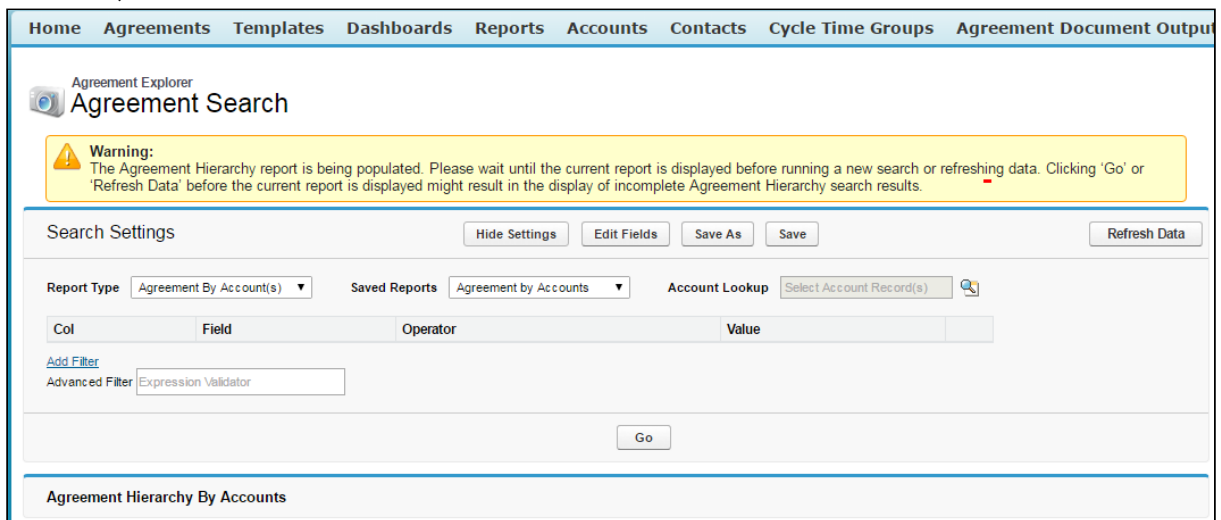 Home Agreements Templates Dashboards Reports Accounts Contacts Cycle Time Groups Agreement Document Output
Agreement Explorer
Agreement Search
Warning:
The Agreement Hierarchy report is being populated. Please wait until the current report is displayed before running a new search or refreshing data. Clicking ‘Go’ or
‘Refresh Data’ before the current report is displayed might result in the display of incomplete Agreement Hierarchy search results.
Search Settings Hide Settings Edit Fields Save As Save Refresh Data
Report Type Agreement By Account(s) Saved Reports Agreement by Accounts Account Lookup Select Account Record(s)
Col Field Operator Value
Add Filter
Advanced Filter Expression Validator
Go
Agreement Hierarchy By Accounts